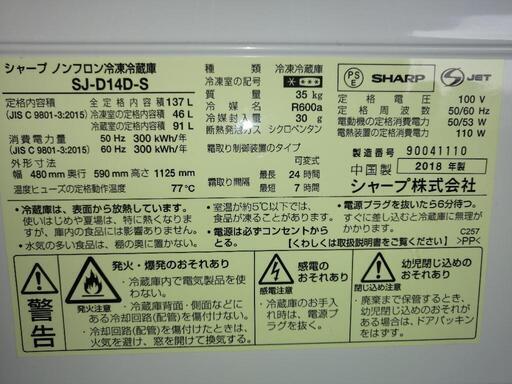 シャープ ノンフロン冷凍冷蔵庫
SJ-D14D-S
定格内容積 全定格内容積 137 L
(JIS C 9801-3:2015) 冷凍室の定格内容積 46 L
冷蔵室の定格内容積 91 L
消費電力量 50 Hz 300 kWh/年
(JIS C 9801-3:2015) 60 Hz 300 kWh/年
外形寸法
幅 480 mm 奥行 590 mm 高さ 1125 mm
温度ヒューズの定格動作温度 77℃
種類 冷凍冷蔵庫
冷凍室の記号
質量 35 kg
冷媒 R600a
冷媒封入量 30 g
断熱発泡ガス シクロペンタン
霜取り制御装置のタイプ
可変式
霜取り間隔 最長 24 時間
最短 7 時間
PS
E
SHARP
JET
定格電圧 100 V
定格周波数 50/60 Hz
電動機の定格消費電力 50/53 W
電熱装置の定格消費電力 110 W
製造番号 90041110
中国製 2018 年製
シャープ株式会社
・冷蔵庫は、表面から放熱しています。
使いはじめや夏場は、特に熱くなりま
すが、庫内の食品には影響ありません。
・水気の多い食品は、棚の奥に置かない。
・室温が約5℃以下では、
食品が凍ることがあります。
・電源は必ずコンセントか
らとる。
・電源プラグを抜いたら6分待つ。
すぐに差し込むと冷蔵庫に無理が
かかります。
【くわしくは取扱説明書をご覧ください】
C257
>PP<
警告
発火注意
発火・爆発のおそれあり
・冷蔵庫内で電気製品を使
わない。
・冷蔵庫背面・側面などに
ある冷却回路(配管)を傷付けない。
・冷却回路(配管)を傷付けたときは、
火気を避け、窓を開けて換気する。
感電注意
感電の
おそれあり
・冷蔵庫のお手入
れ時は、電源プ
ラグを抜く。
閉じ込め注意
幼児閉じ込めの
おそれあり
・廃棄まで保管する時に、
幼児閉じ込めのおそれが
ある場合は、ドアパッキン
をはずす。